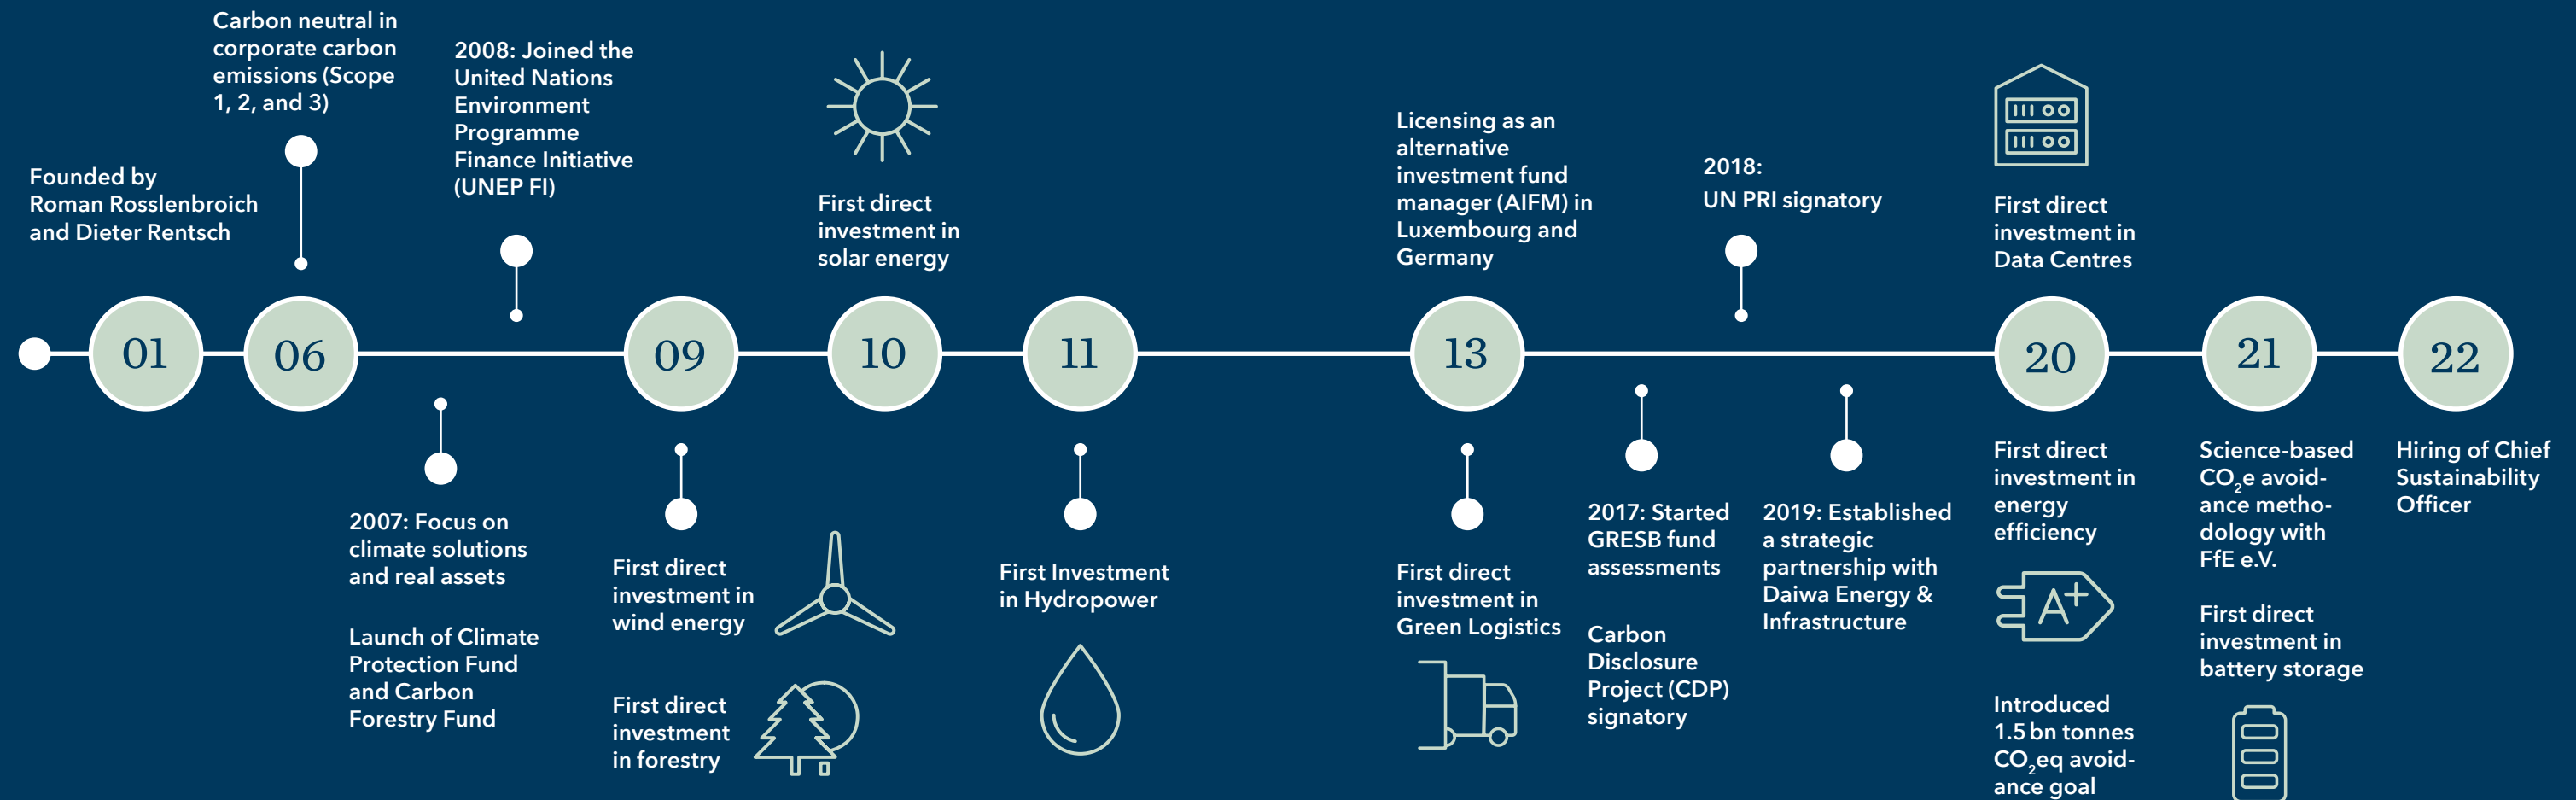 Founded by
Roman Rosslenbroich
and Dieter Rentsch
01
Carbon neutral in
corporate carbon
emissions (Scope
1, 2, and 3)
06
2007: Focus on
climate solutions
and real assets
Launch of Climate
Protection Fund
and Carbon
Forestry Fund
2008: Joined the
United Nations
Environment
Programme
Finance Initiative
(UNEP FI)
09
First direct
investment in
wind energy
First direct
investment
in forestry
First direct
investment in
solar energy
10
11
First Investment
in Hydropower
Licensing as an
alternative
investment fund
manager (AIFM) in
Luxembourg and
Germany
13
First direct
investment in
Green Logistics
2017: Started
GRESB fund
assessments
Carbon
Disclosure
Project (CDP)
signatory
2018:
UN PRI signatory
2019: Established
a strategic
partnership with
Daiwa Energy &
Infrastructure
First direct
investment in
Data Centres
20
First direct
investment in
energy
efficiency
A+
Introduced
1.5 bn tonnes
CO₂eq avoid-
ance goal
21
Science-based
CO₂e avoid-
ance metho-
dology with
FfE e.V.
First direct
investment in
battery storage
22
Hiring of Chief
Sustainability
Officer